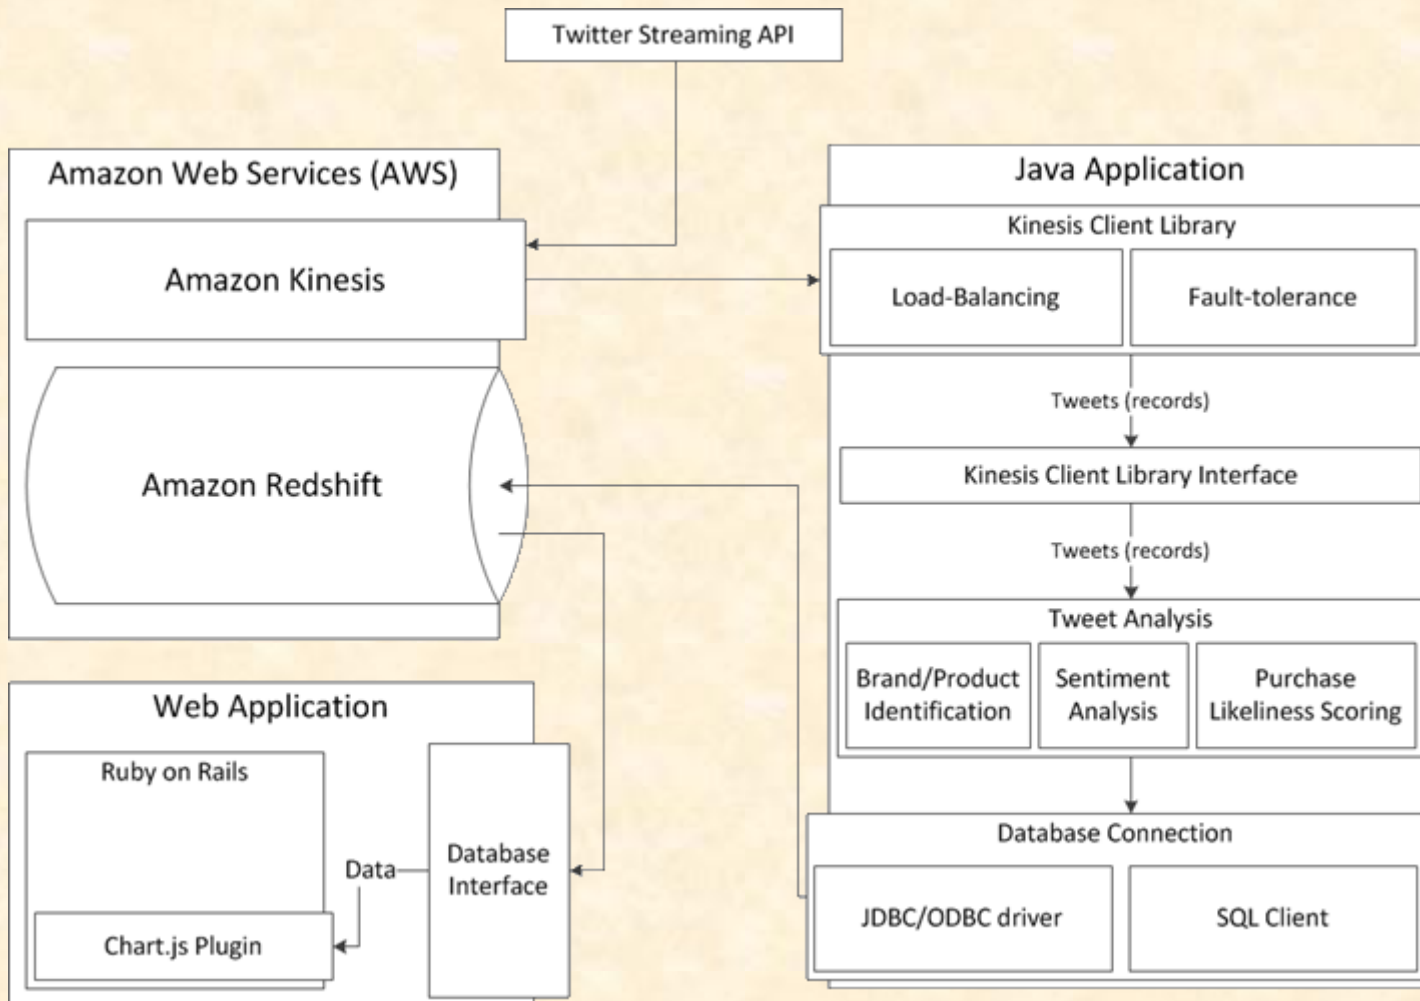 Twitter Streaming API
Amazon Web Services (AWS)
Amazon Kinesis
Amazon Redshift
Java Application
Kinesis Client Library
Load-Balancing
Fault-tolerance
Tweets (records)
Kinesis Client Library Interface
Tweets (records)
Tweet Analysis
Brand/Product
Identification
Sentiment
Analysis
Purchase
Likeliness Scoring
Database Connection
JDBC/ODBC driver
SQL Client
Web Application
Ruby on Rails
Chart.js Plugin
Data
Database
Interface